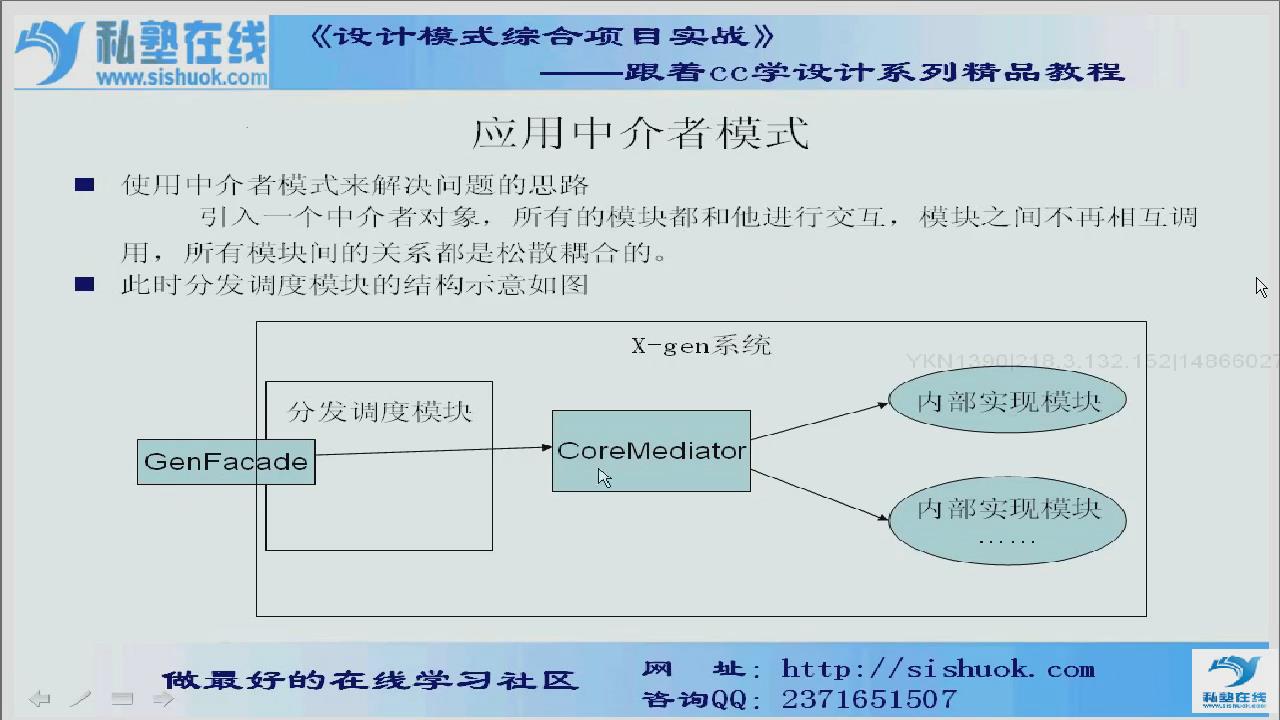 私塾在线
www.sishuok.com
《设计模式综合项目实战》
——跟着cc学设计系列精品教程
应用中介者模式
使用中介者模式来解决问题的思路
引入一个中介者对象，所有的模块都和他进行交互，模块之间不再相互调
用，所有模块间的关系都是松散耦合的。
此时分发调度模块的结构示意如图
X-gen系统
YKN1390|218.3.132.152|14866027
分发调度模块
内部实现模块
GenFacade
CoreMediator
内部实现模块
......
做最好的在线学习社区
网 址: http://sishuok.com
咨询QQ: 2371651507
私塾在线